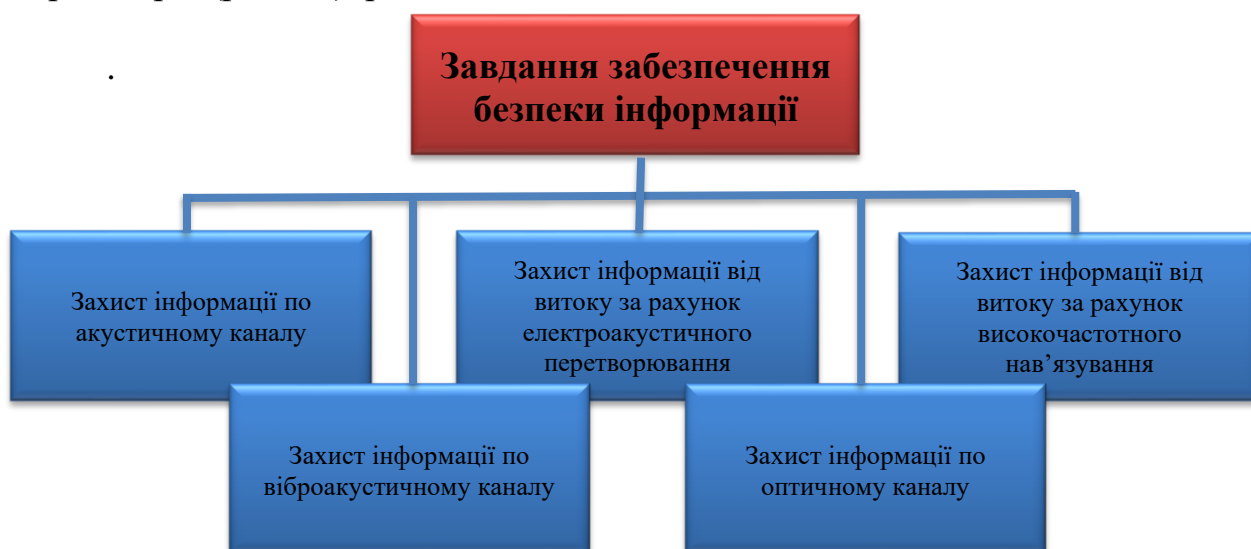 .
Завдання забезпечення
безпеки інформації
Захист інформації по
акустичному каналу
Захист інформації від
витоку за рахунок
електроакустичного
перетворювання
Захист інформації від
витоку за рахунок
високочастотного
нав’язування
Захист інформації по
віброакустичному каналу
Захист інформації по
оптичному каналу